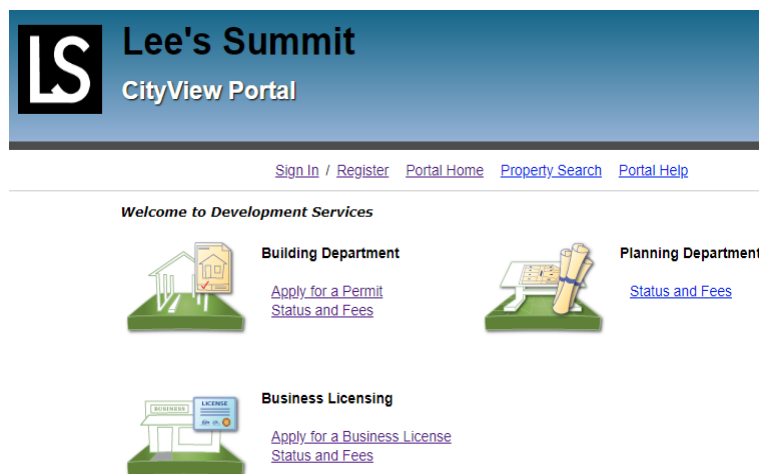 LS
Lee's Summit
CityView Portal
Sign In / Register Portal Home Property Search Portal Help
Welcome to Development Services
Building Department
Apply for a Permit
Status and Fees
Planning Department
Status and Fees
BUSINESS
LICENSE
Business Licensing
Apply for a Business License
Status and Fees